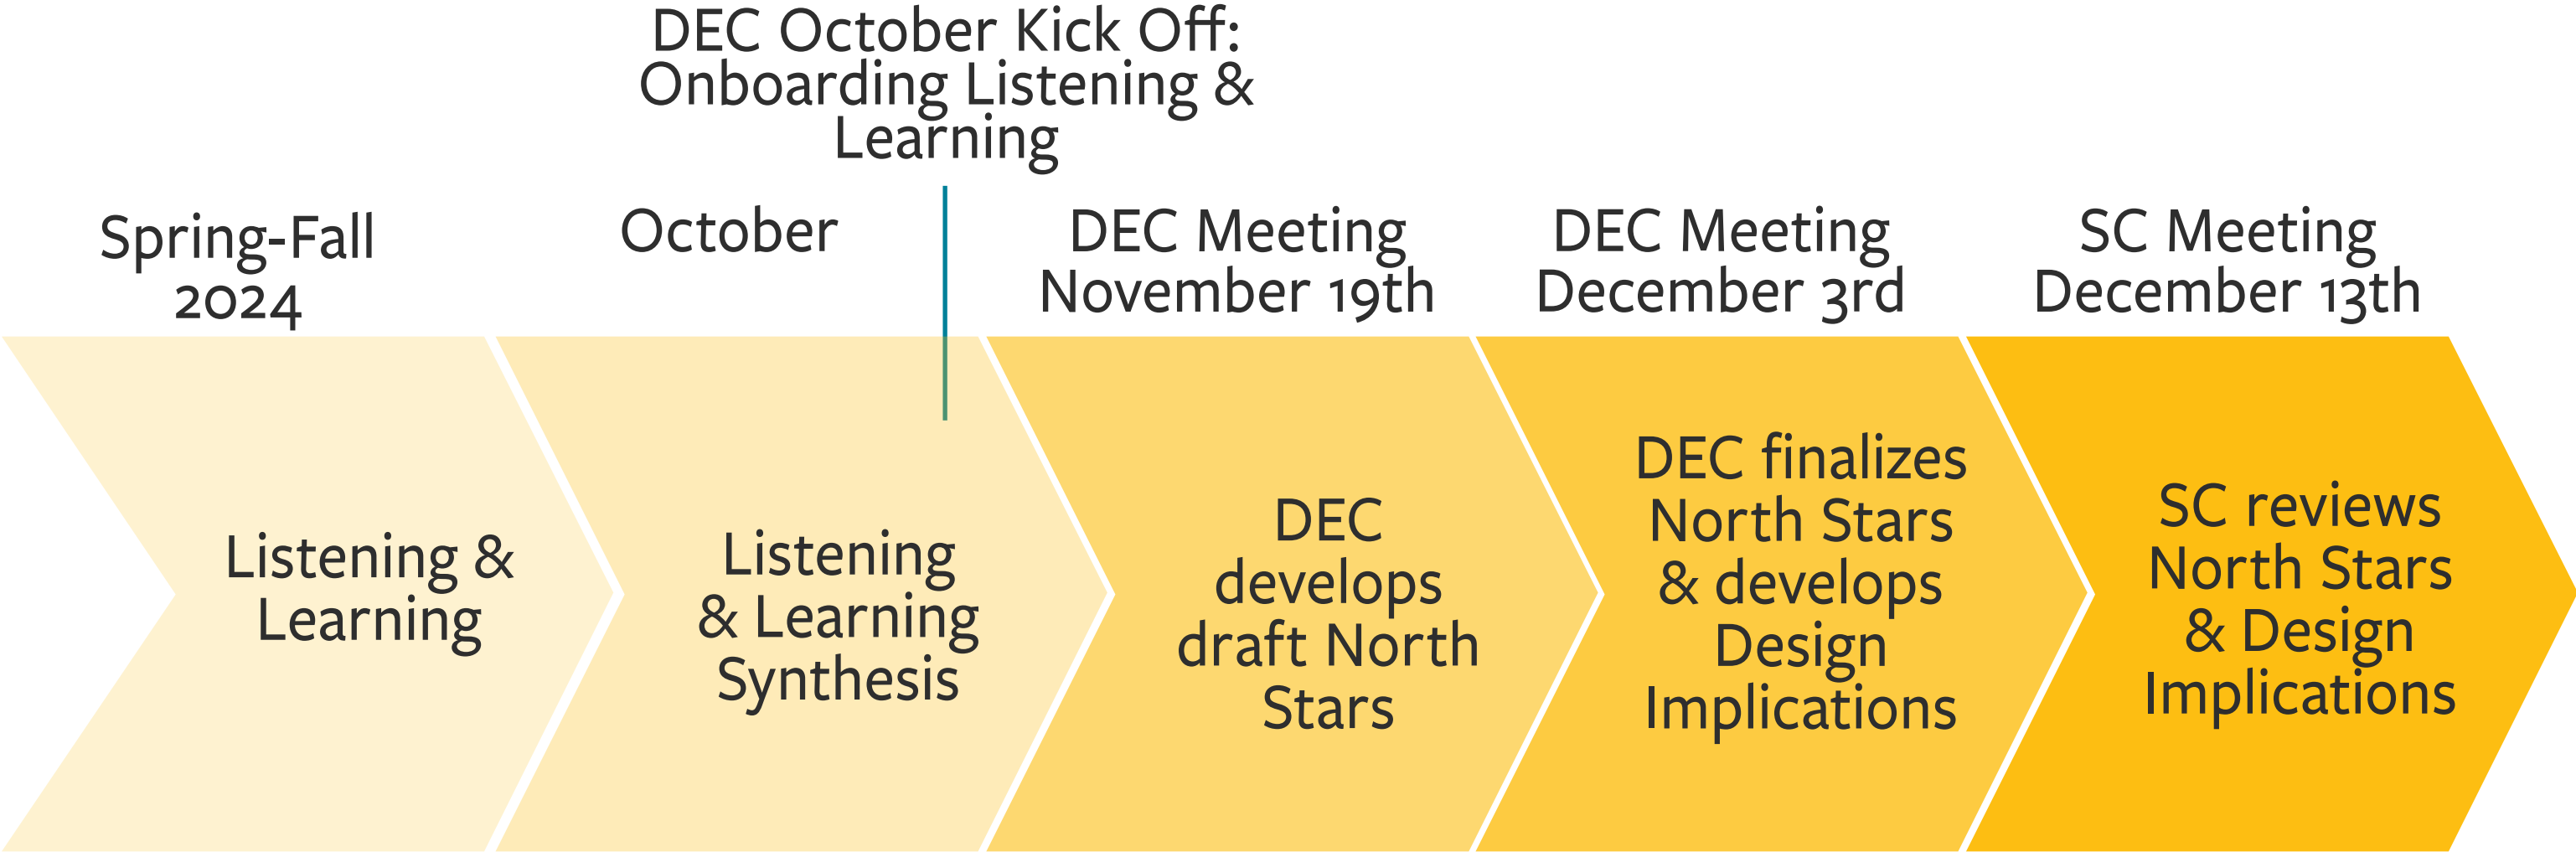 DEC October Kick Off:
Onboarding Listening &
Learning
Spring-Fall
2024
October
DEC Meeting
November 19th
DEC Meeting
December 3rd
SC Meeting
December 13th
Listening &
Learning
Listening
& Learning
Synthesis
DEC
develops
draft North
Stars
DEC finalizes
North Stars
& develops
Design
Implications
SC reviews
North Stars
& Design
Implications